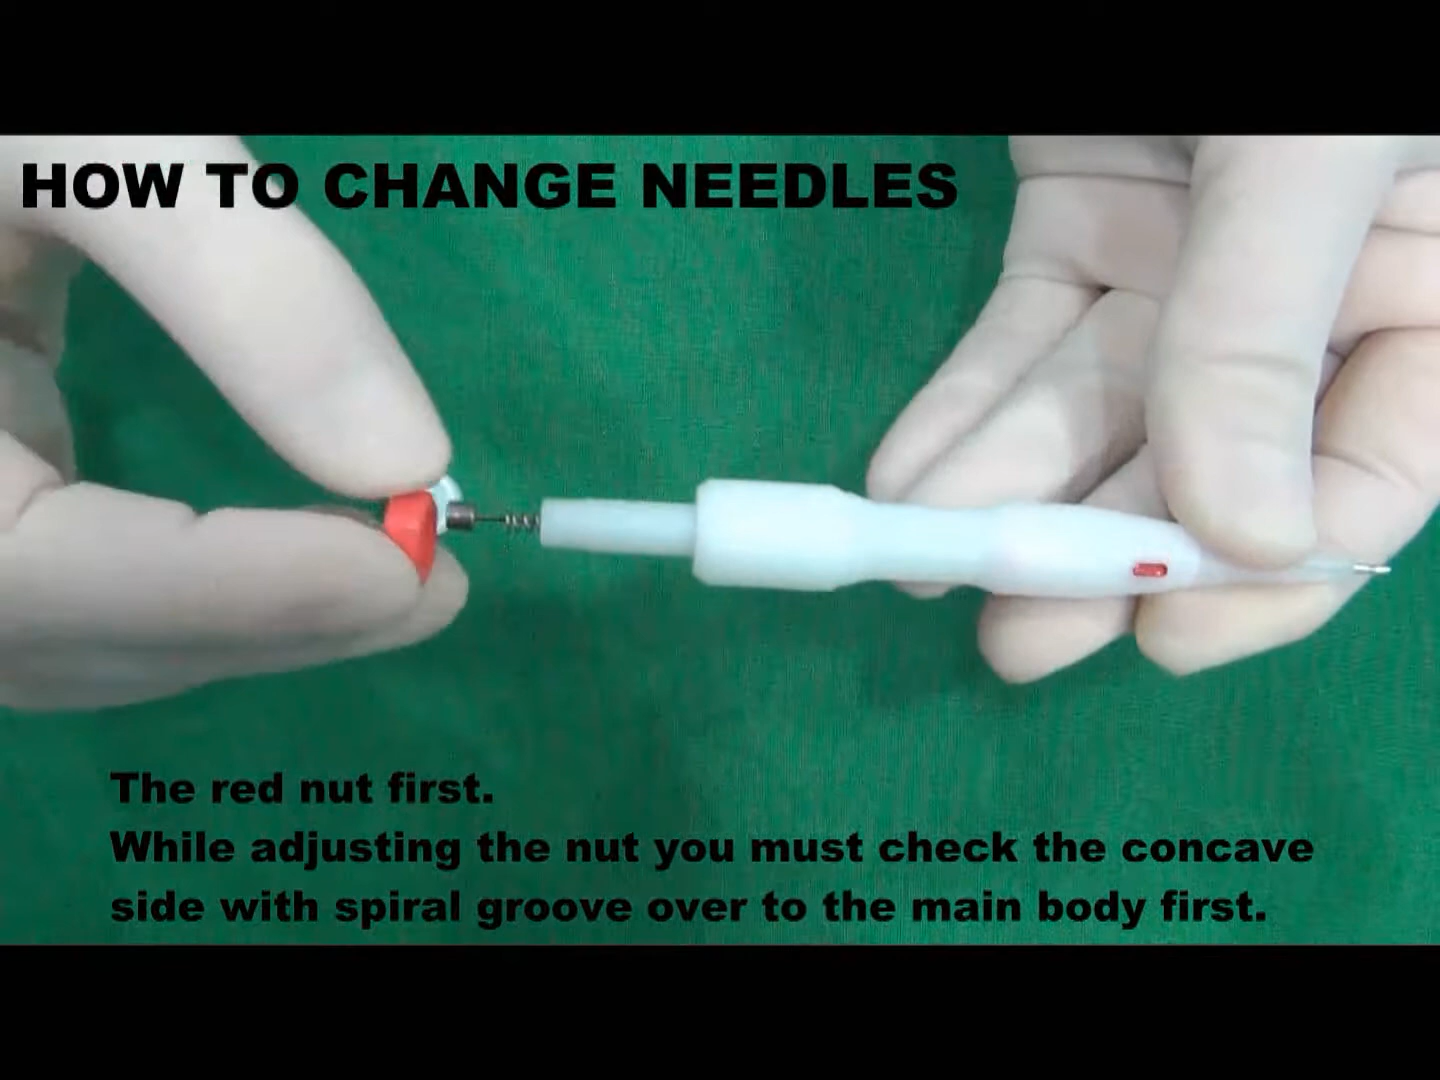 HOW TO CHANGE NEEDLES
The red nut first.
While adjusting the nut you must check the concave
side with spiral groove over to the main body first.